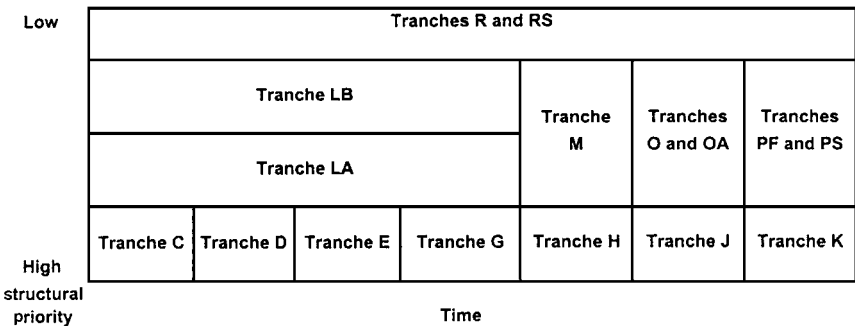 Low
Tranches R and RS
Tranche LB
Tranche
M
Tranches
O and OA
Tranches
PF and PS
Tranche LA
Tranche C
Tranche D
Tranche E
Tranche G
Tranche H
Tranche J
Tranche K
High
structural
priority
Time